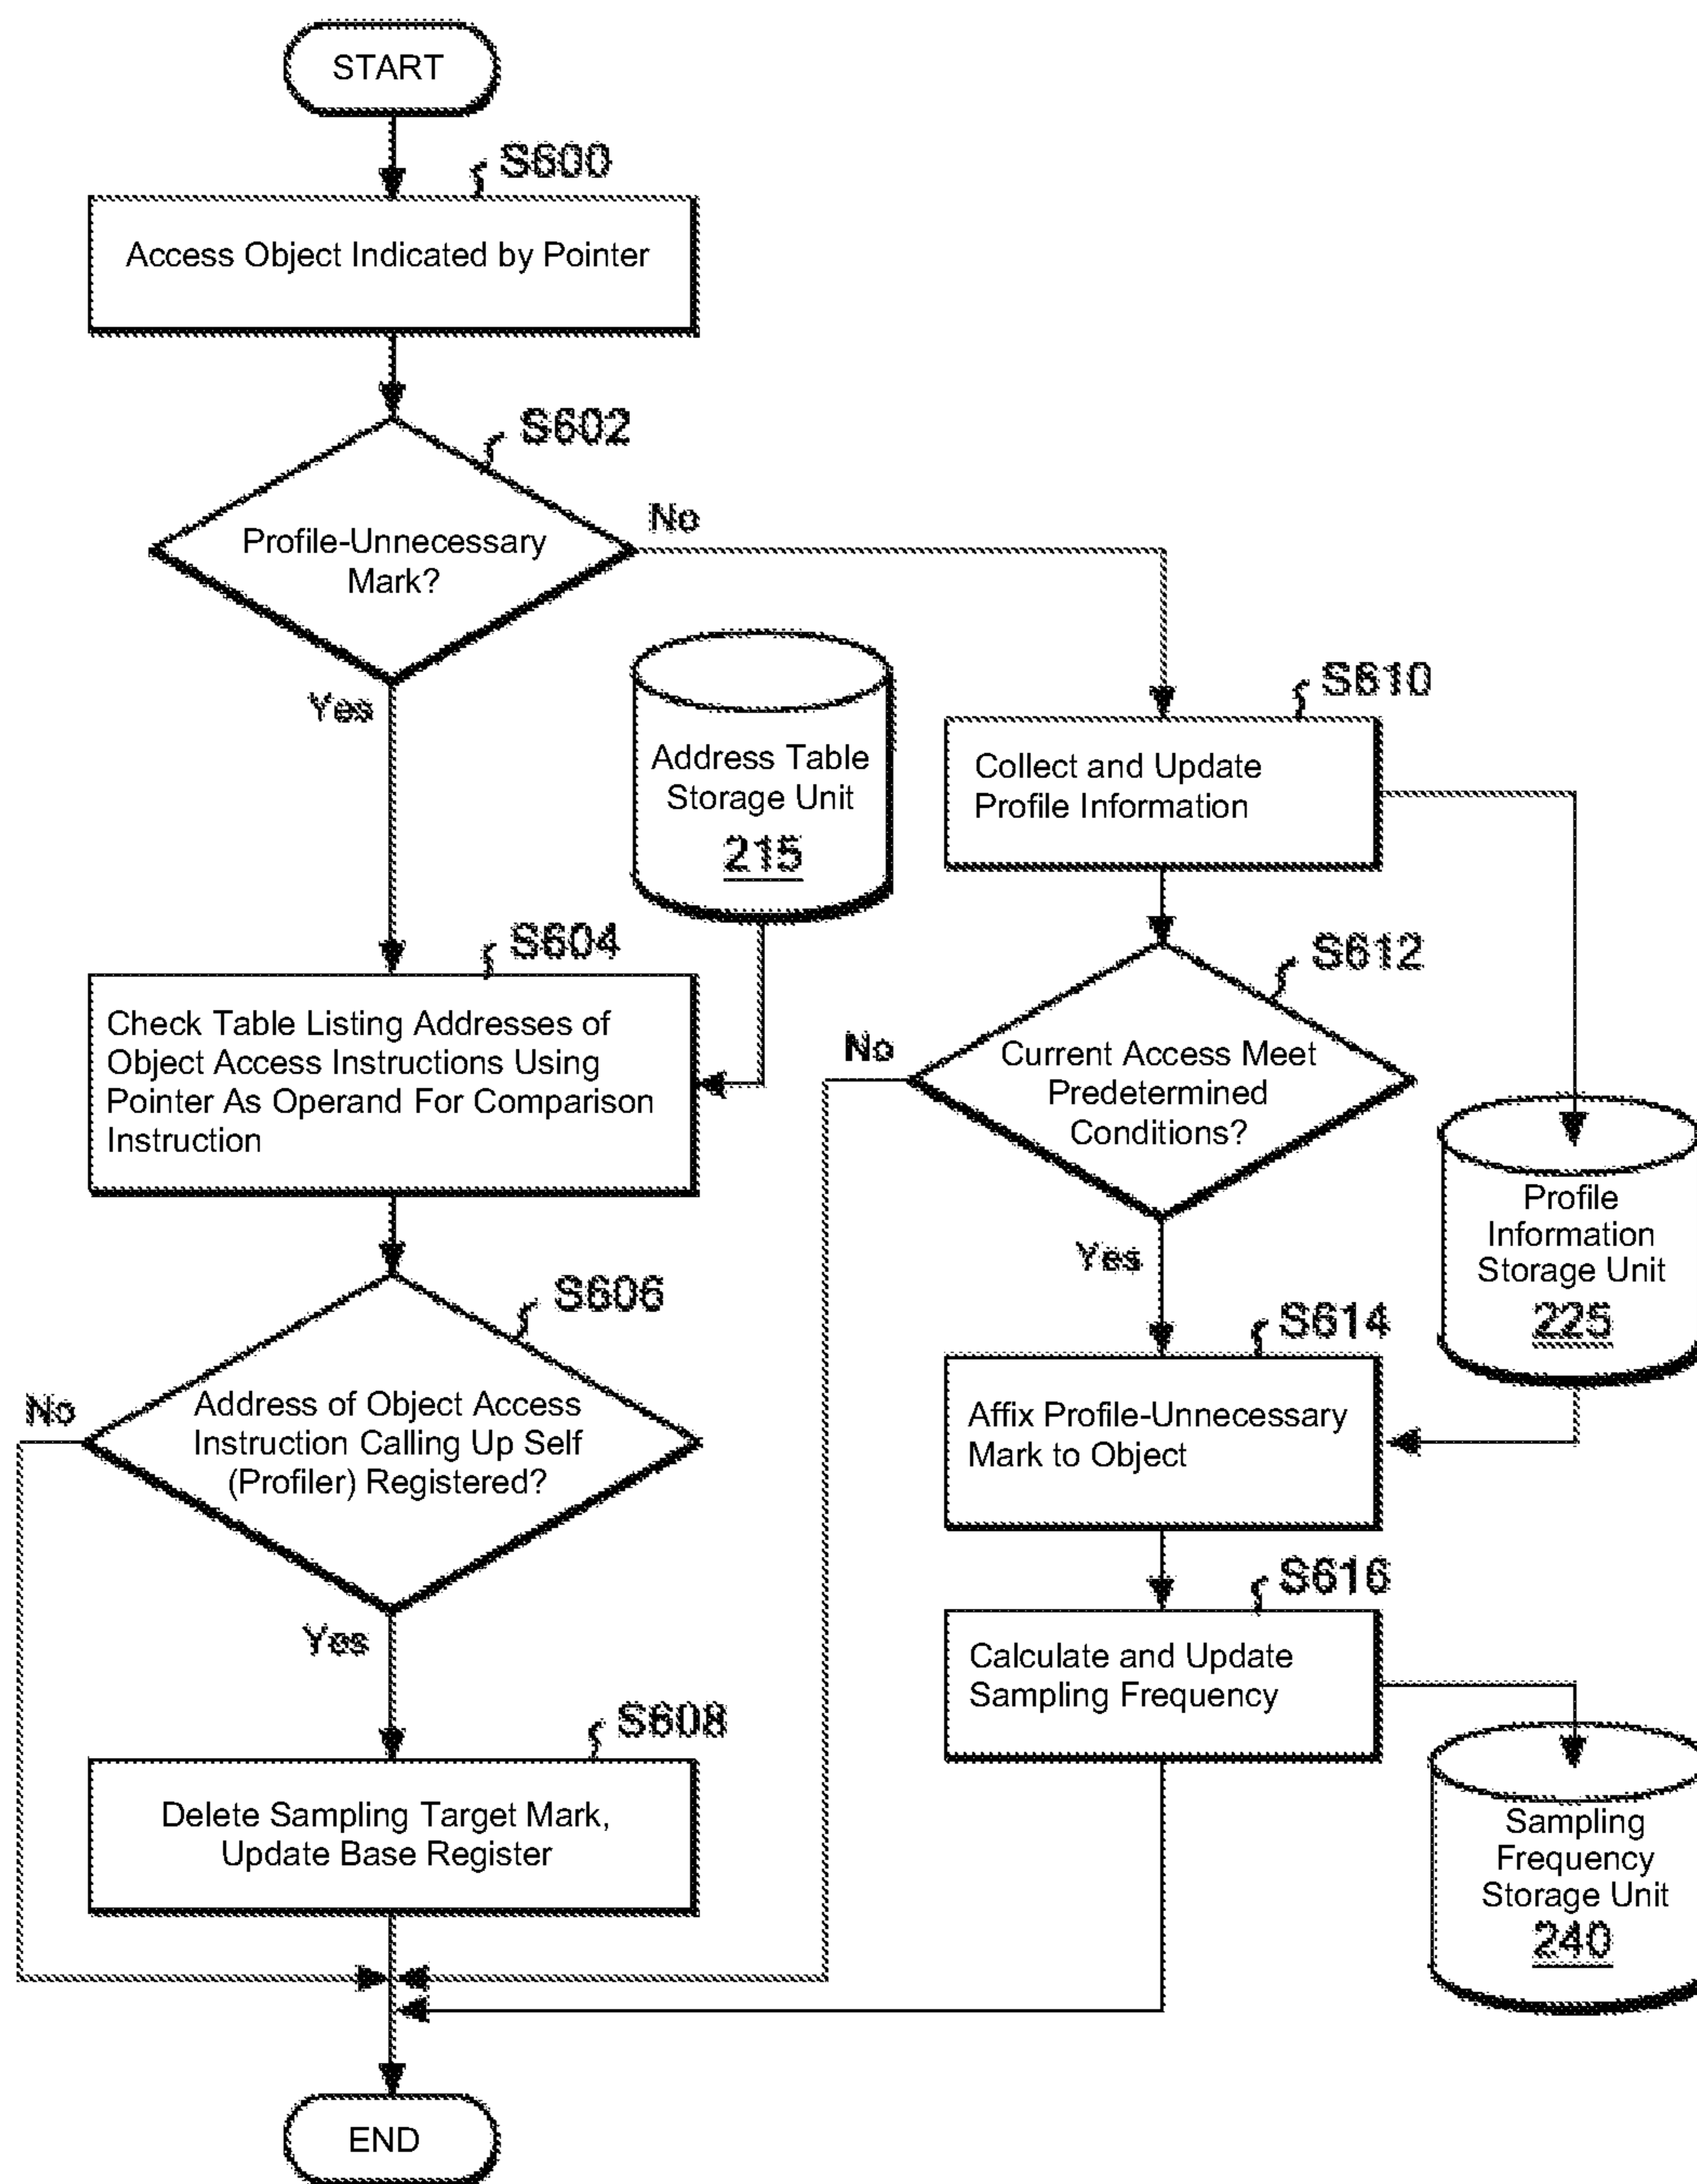 START
S600
Access Object Indicated by Pointer
S602
Profile-Unnecessary
Mark?
No
Yes
Address Table
Storage Unit
215
S610
Collect and Update
Profile Information
S604
Check Table Listing Addresses of
Object Access Instructions Using
Pointer As Operand For Comparison
Instruction
S612
Current Access Meet
Predetermined
Conditions?
No
Yes
Profile
Information
Storage Unit
225
S606
Address of Object Access
Instruction Calling Up Self
(Profiler) Registered?
No
Yes
S614
Affix Profile-Unnecessary
Mark to Object
S616
Calculate and Update
Sampling Frequency
S608
Delete Sampling Target Mark,
Update Base Register
Sampling
Frequency
Storage Unit
240
END